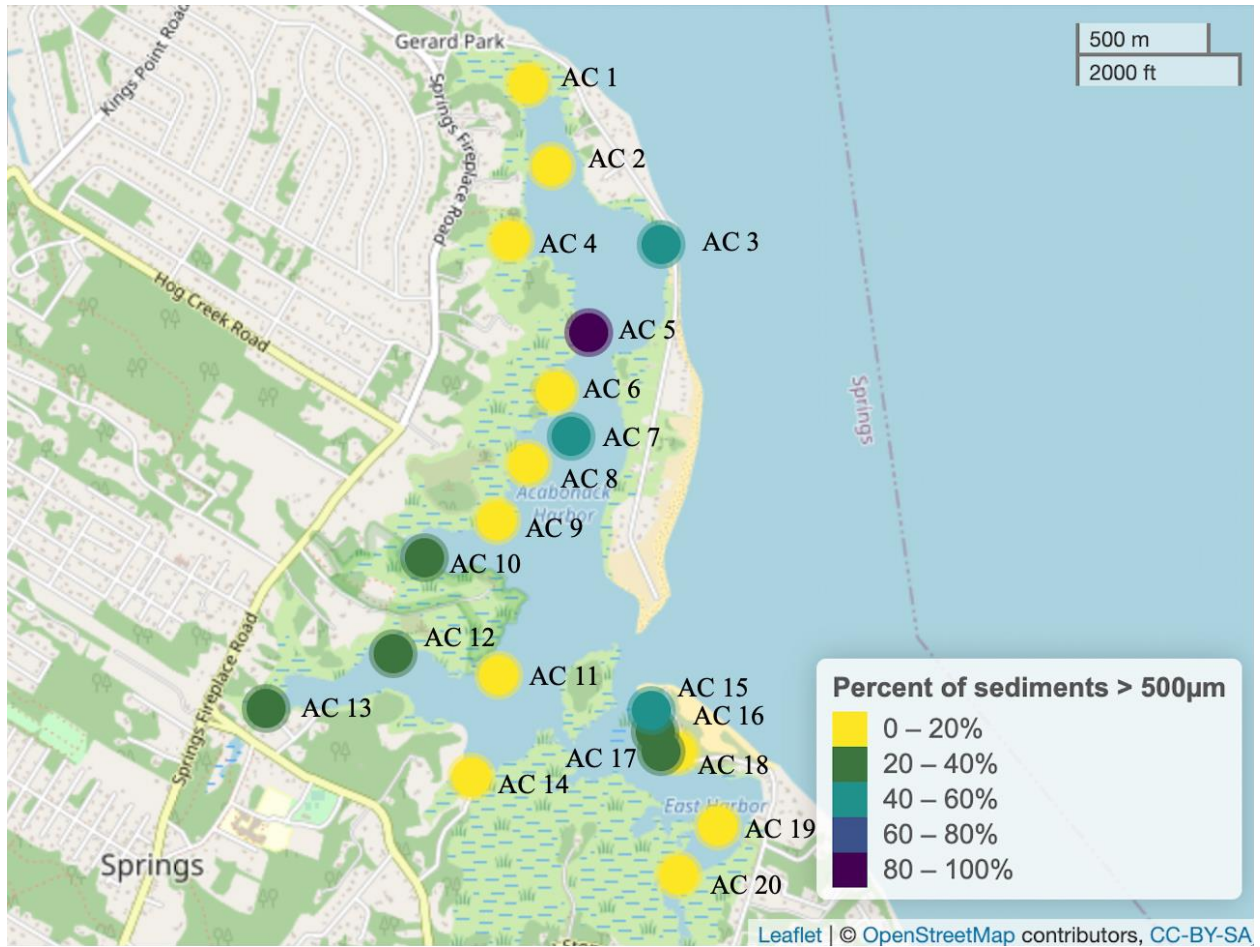 Gerard Park
Kings Point Road
Springs Fireplace Road
500 m
2000 ft
AC 1
AC 2
AC 3
AC 4
Hog Creek Road
AC 5
AC 6
Springs
AC 7
AC 8
Acabonack
Harbor
AC 9
AC 10
AC 12
AC 11
AC 13
Springs Fireplace Road
AC 15
AC 16
AC 17
AC 18
AC 14
East Harbor
AC 19
AC 20
Springs
Percent of sediments > 500µm
0 – 20%
20 – 40%
40 – 60%
60 – 80%
80 – 100%
Leaflet | © OpenStreetMap contributors, CC-BY-SA